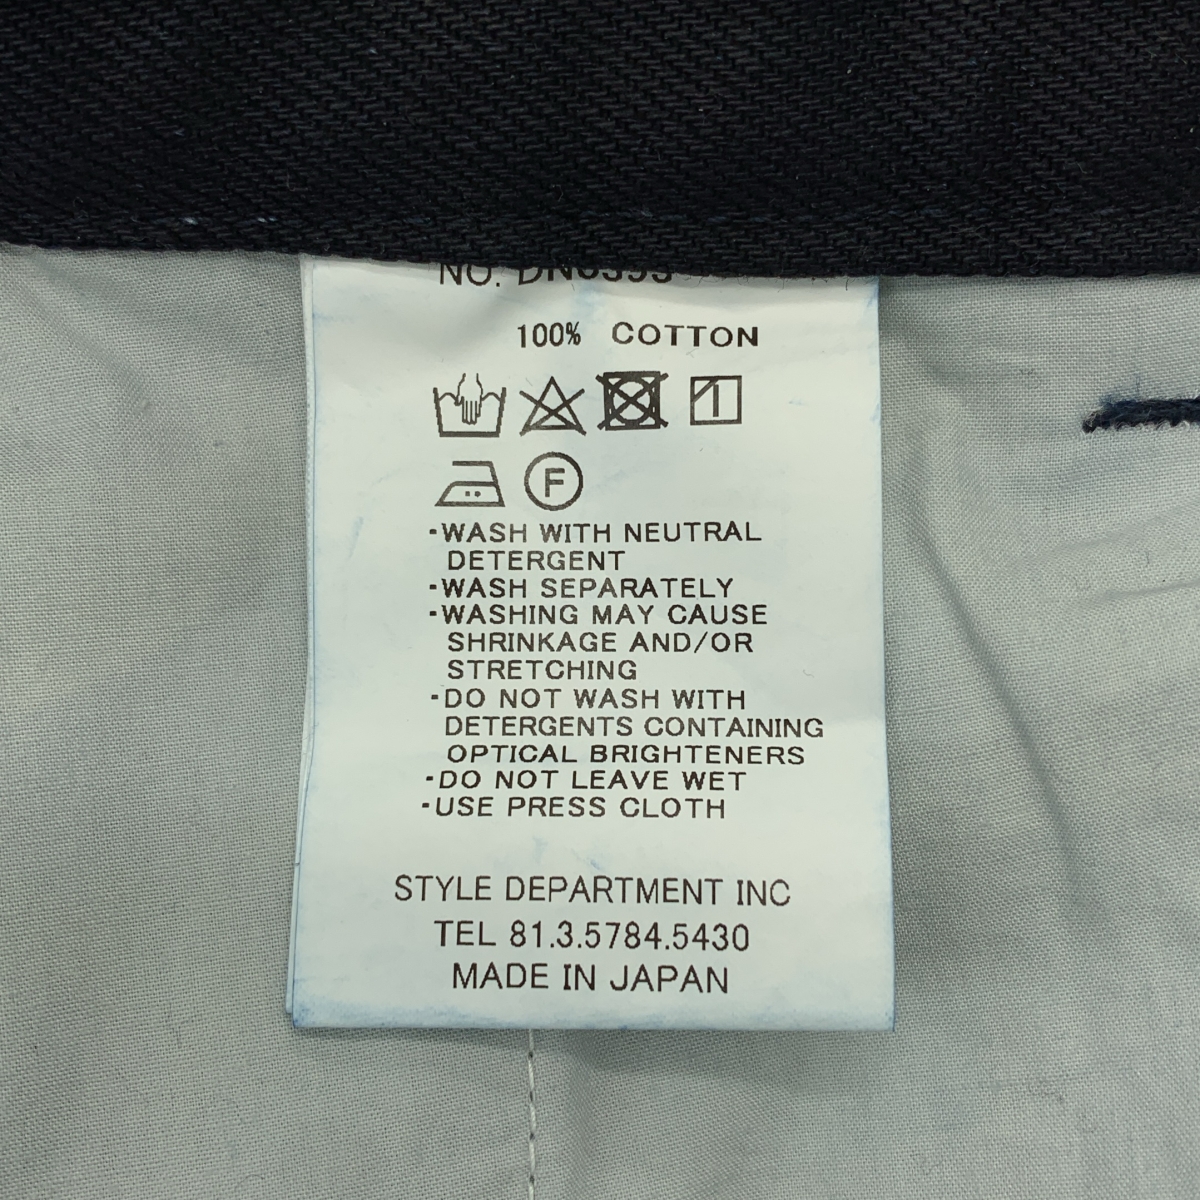 NO.
100% COTTON
F
·WASH WITH NEUTRAL
DETERGENT
·WASH SEPARATELY
·WASHING MAY CAUSE
SHRINKAGE AND/OR
STRETCHING
·DO NOT WASH WITH
DETERGENTS CONTAINING
OPTICAL BRIGHTENERS
·DO NOT LEAVE WET
·USE PRESS CLOTH
STYLE DEPARTMENT INC
TEL 81.3.5784.5430
MADE IN JAPAN